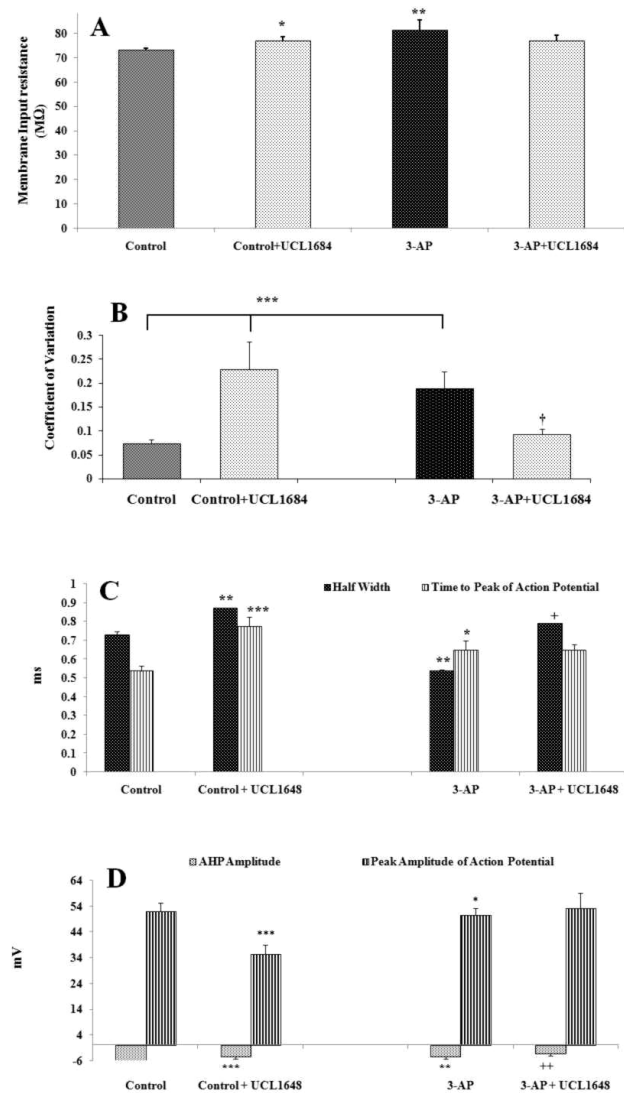 A
Membrane Input resistance
(MΩ)
80
70
60
50
40
30
20
10
0
*
**
Control
Control+UCL1684
3-AP
3-AP+UCL1684
B
***
Coefficient of Variation
0.3
0.25
0.2
0.15
0.1
0.05
0
†
Control
Control+UCL1684
3-AP
3-AP+UCL1684
C
Half Width
Time to Peak of Action Potential
ms
1
0.9
0.8
0.7
0.6
0.5
0.4
0.3
0.2
0.1
0
**
***
**
*
+
Control
Control + UCL1648
3-AP
3-AP + UCL1648
D
AHP Amplitude
Peak Amplitude of Action Potential
mV
64
54
44
34
24
14
4
-6
***
*
***
**
++
Control
Control + UCL1648
3-AP
3-AP + UCL1648